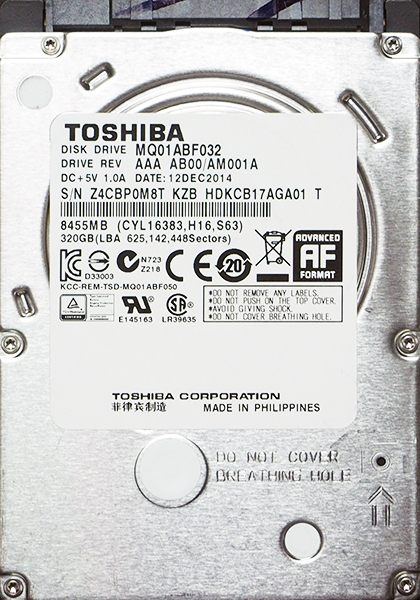 TOSHIBA
DISK DRIVE MQ01ABF032
DRIVE REV AAA AB00/AM001A
DC+5V 1.0A DATE:12DEC2014
S/N Z4CBP0M8T KZB HDKCB17AGA01 T
8455MB (CYL16383,H16,S63)
320GB(LBA 625,142,448Sectors)
ADVANCED
AF
FORMAT
D33003
N723
Z218
20
KCC-REM-TSD-MQ01ABF050
E145163
LR39635
*DO NOT REMOVE ANY LABELS.
*DO NOT PUSH ON THE TOP COVER.
*AVOID GIVING SHOCK.
*DO NOT COVER BREATHING HOLE.
TOSHIBA CORPORATION
菲律宾制造 MADE IN PHILIPPINES
DO NOT COVER
BREATHING HOLE